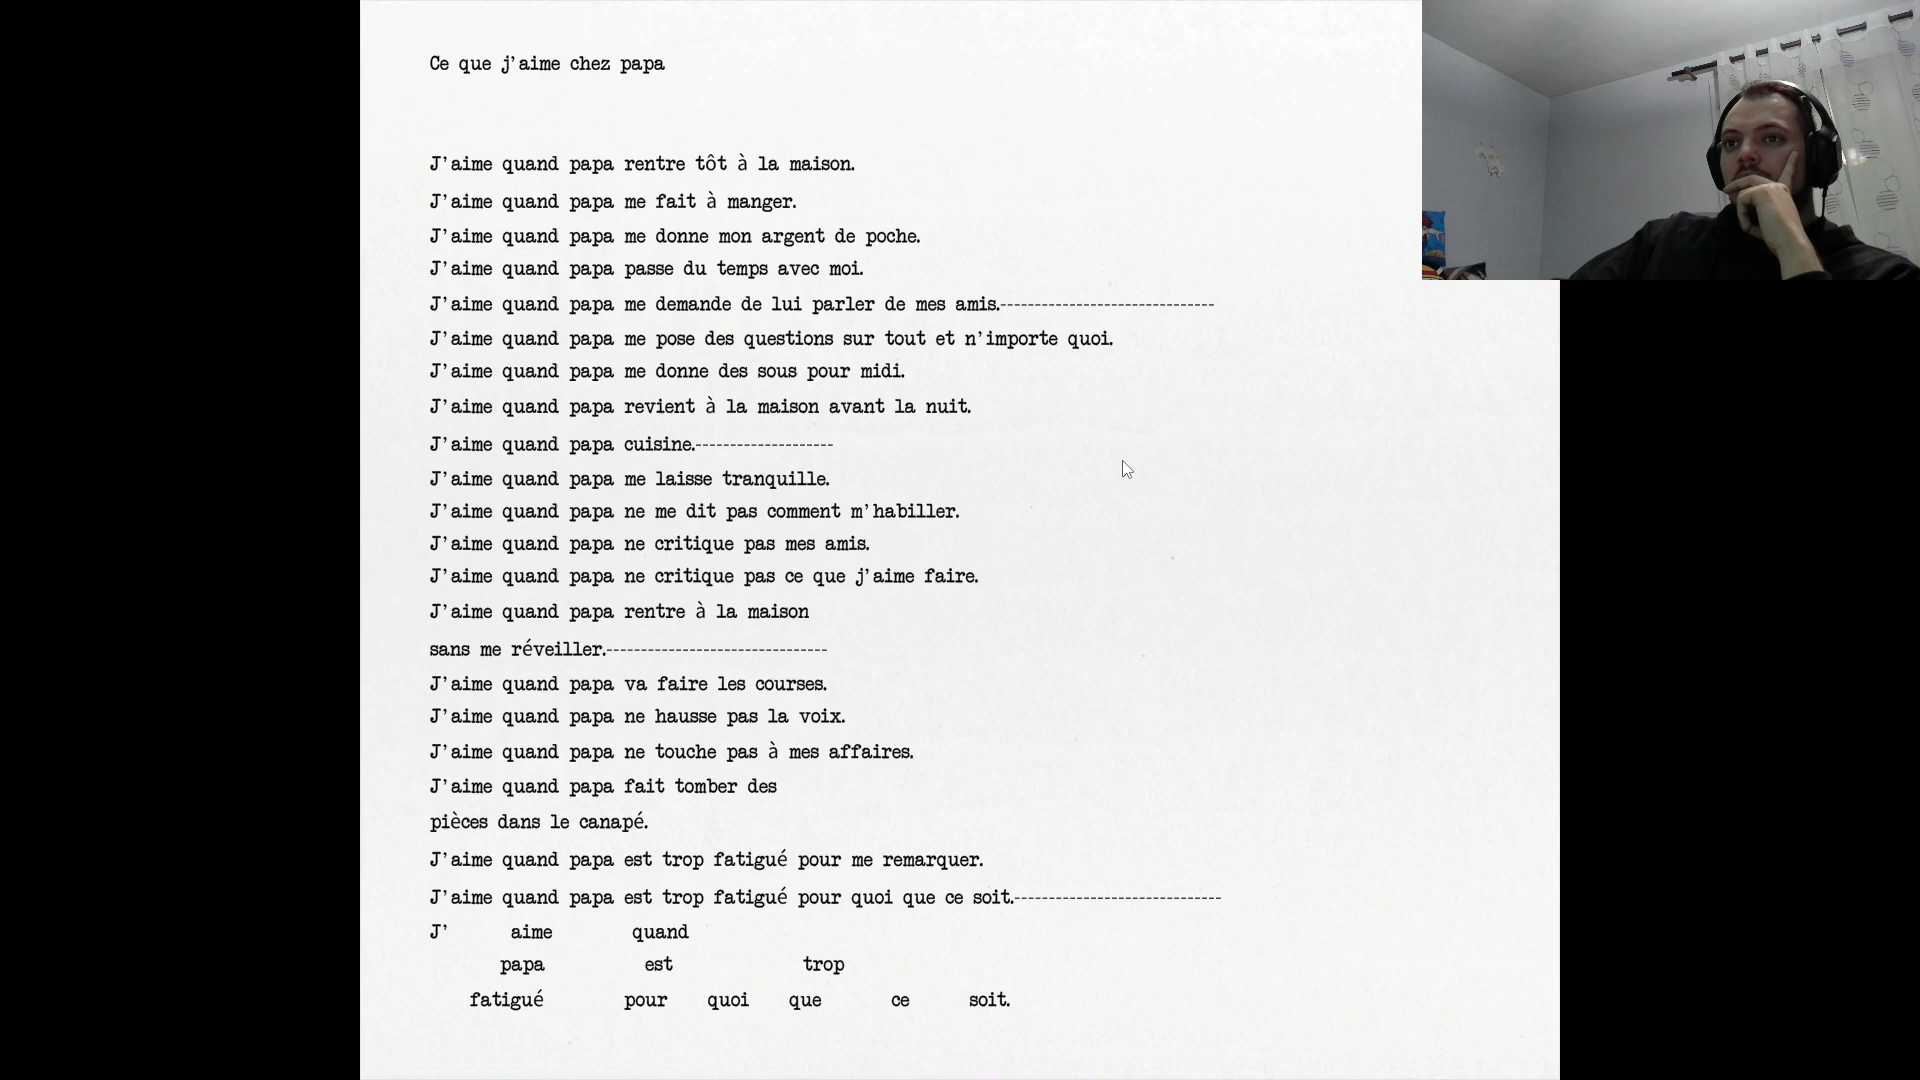 Ce que j'aime chez papa
J'aime quand papa rentre tôt à la maison.
J'aime quand papa me fait à manger.
J'aime quand papa me donne mon argent de poche.
J'aime quand papa passe du temps avec moi.
J'aime quand papa me demande de lui parler de mes amis.-------------------------------
J'aime quand papa me pose des questions sur tout et n'importe quoi.
J'aime quand papa me donne des sous pour midi.
J'aime quand papa revient à la maison avant la nuit.
J'aime quand papa cuisine.--------------------
J'aime quand papa me laisse tranquille.
J'aime quand papa ne me dit pas comment m'habiller.
J'aime quand papa ne critique pas mes amis.
J'aime quand papa ne critique pas ce que j'aime faire.
J'aime quand papa rentre à la maison
sans me réveiller.--------------------------------
J'aime quand papa va faire les courses.
J'aime quand papa ne hausse pas la voix.
J'aime quand papa ne touche pas à mes affaires.
J'aime quand papa fait tomber des
pièces dans le canapé.
J'aime quand papa est trop fatigué pour me remarquer.
J'aime quand papa est trop fatigué pour quoi que ce soit.------------------------------
J' aime quand
papa est trop
fatigué pour quoi que ce soit.